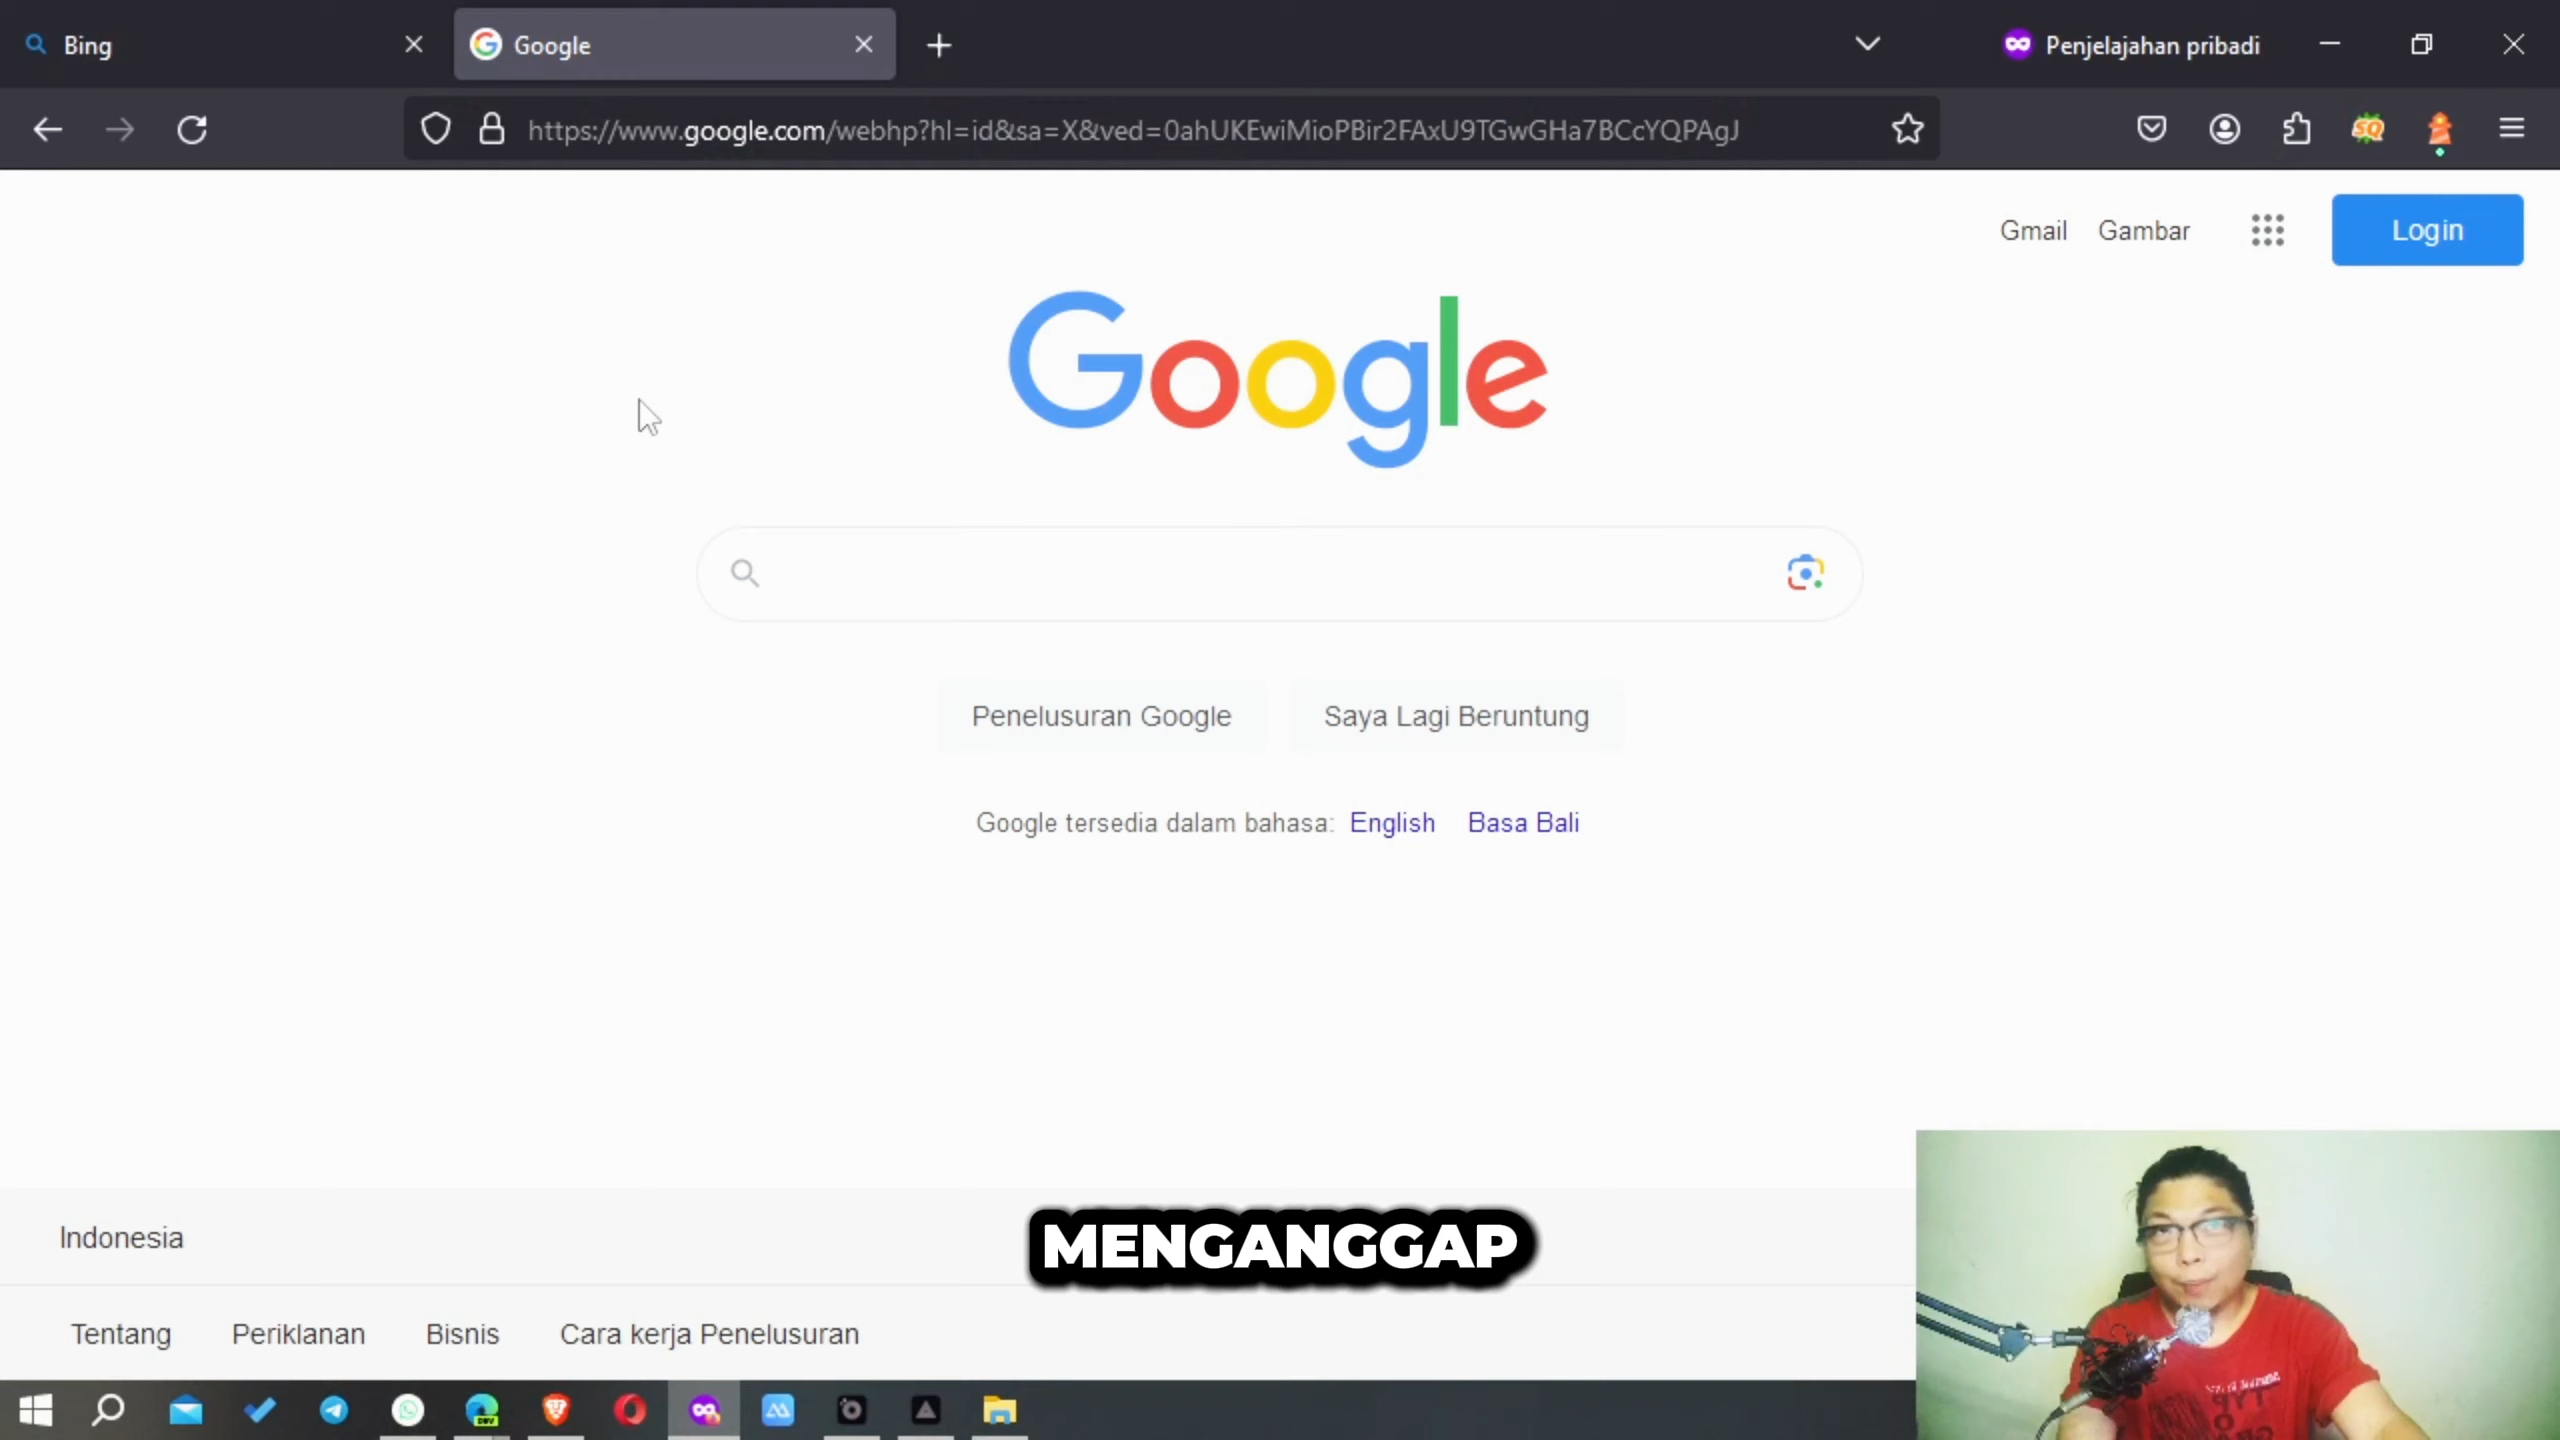 Bing
Google
Penjelajahan pribadi
https://www.google.com/webhp?hl=id&sa=X&ved=0ahUKEwiMioPBir2FAxU9TGwGHa7BCcYQPAgJ
SQ
Gmail Gambar Login
Google
Penelusuran Google Saya Lagi Beruntung
Google tersedia dalam bahasa: English Basa Bali
Indonesia
MENGANGGAP
Tentang Periklanan Bisnis Cara kerja Penelusuran
DEV